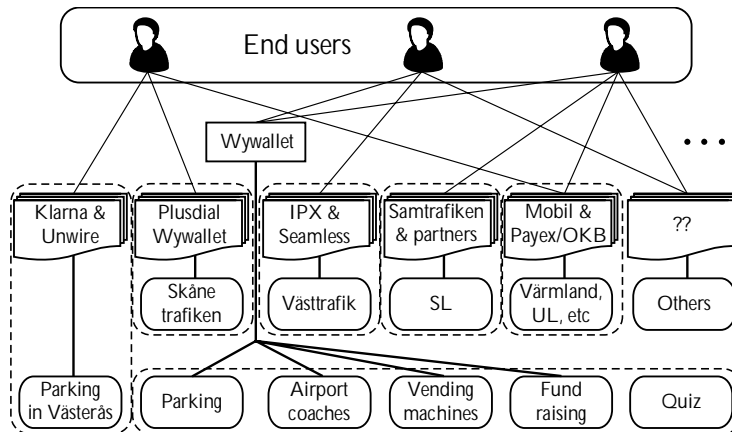 End users
Wywallet
...
Klarna &
Unwire
Plusdial
Wywallet
IPX &
Seamless
Samtrafiken
& partners
Mobil &
Payex/OKB
??
Skåne
trafiken
Västtrafik
SL
Värmland,
UL, etc
Others
Parking
in Västerås
Parking
Airport
coaches
Vending
machines
Fund
raising
Quiz